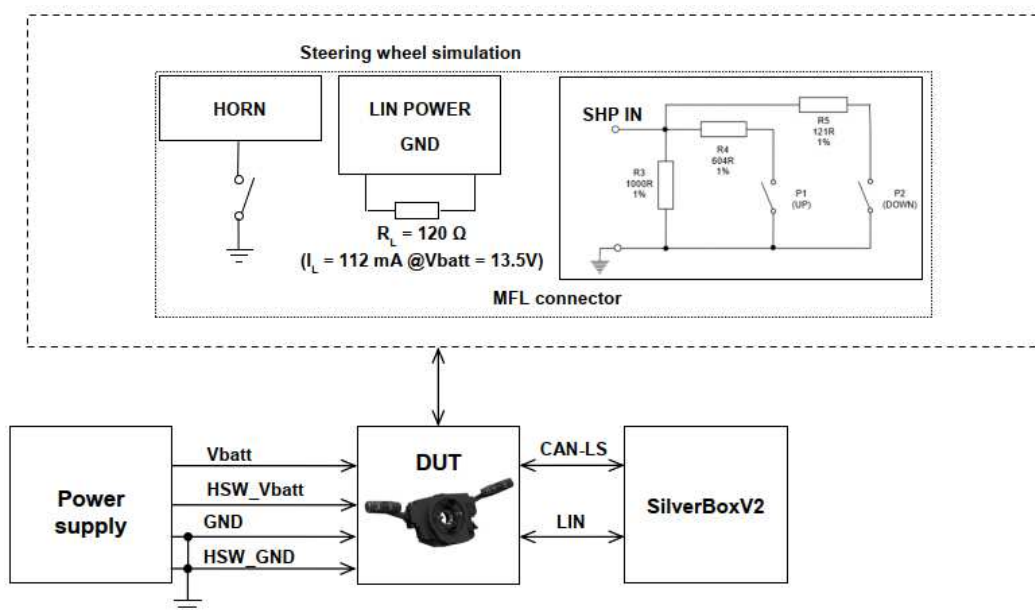 Steering wheel simulation
HORN
LIN POWER
GND
R_L = 120 Ω
(I_L = 112 mA @Vbatt = 13.5V)
SHP IN
R5
121R
1%
R4
604R
1%
R3
1000R
1%
P1
(UP)
P2
(DOWN)
MFL connector
Power
supply
Vbatt
HSW_Vbatt
GND
HSW_GND
DUT
CAN-LS
LIN
SilverBoxV2